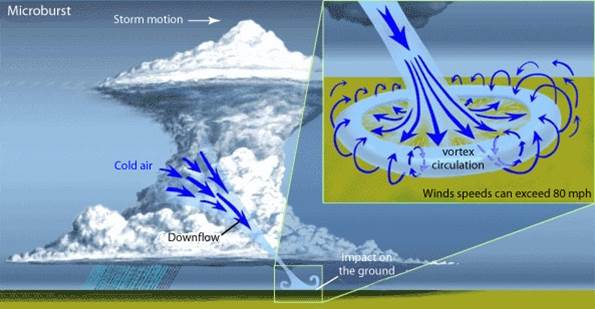 Microburst
Storm motion
Cold air
Downflow
Impact on
the ground
vortex
circulation
Winds speeds can exceed 80 mph